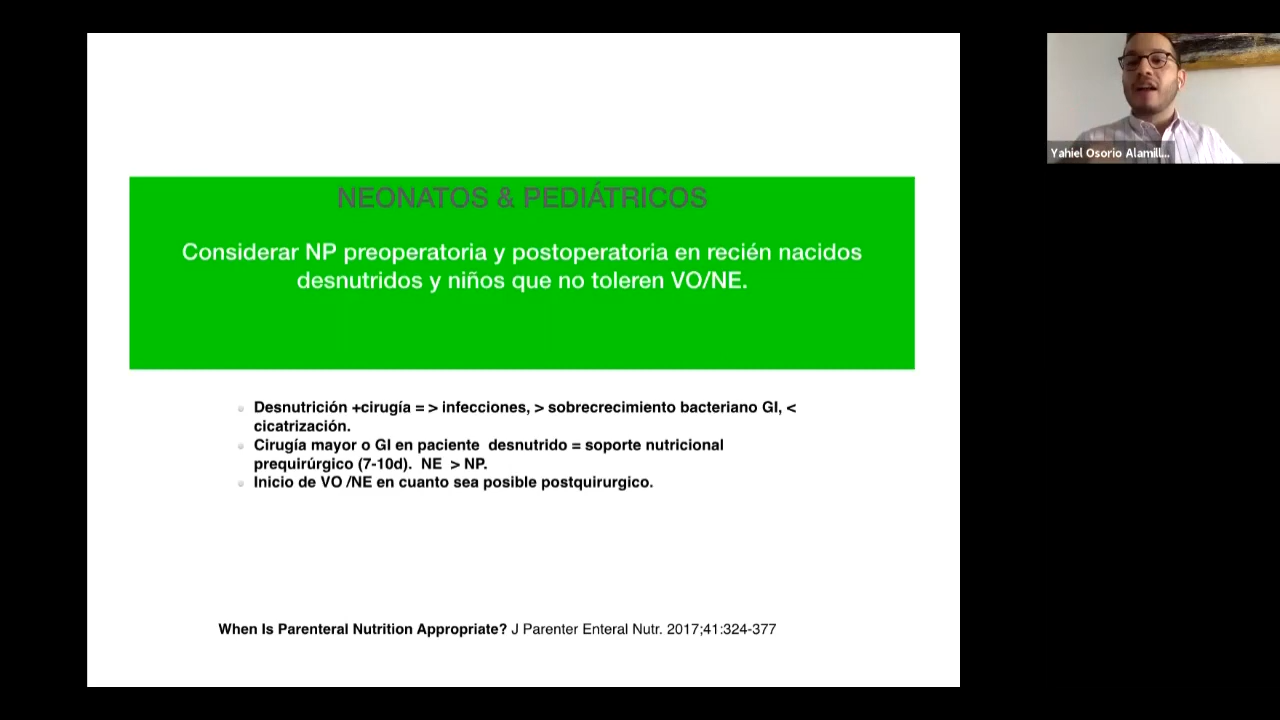 NEONATOS & PEDIÁTRICOS
Considerar NP preoperatoria y postoperatoria en recién nacidos
desnutridos y niños que no toleren VO/NE.
Desnutrición +cirugía = > infecciones, > sobrecrecimiento bacteriano GI, <
cicatrización.
Cirugía mayor o GI en paciente desnutrido = soporte nutricional
prequirúrgico (7-10d). NE > NP.
Inicio de VO /NE en cuanto sea posible postquirurgico.
When Is Parenteral Nutrition Appropriate? J Parenter Enteral Nutr. 2017;41:324-377
Yahiel Osorio Alamill...